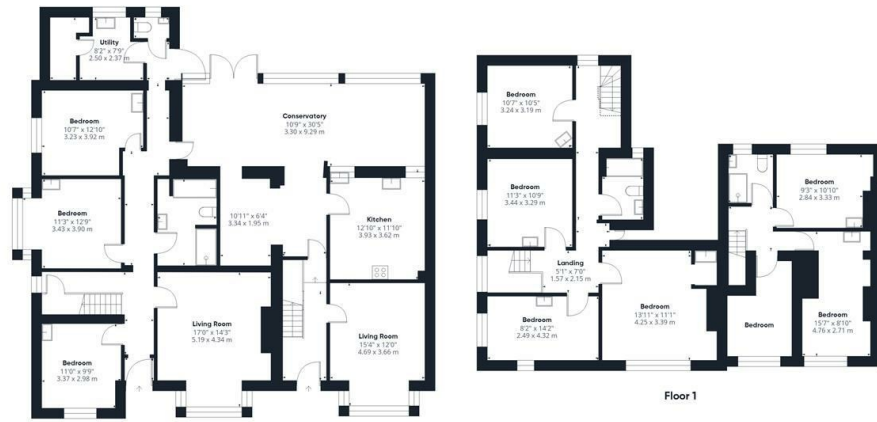 Utility
8'2" x 7'9"
2.50 x 2.37 m
Bedroom
10'7" x 12'10"
3.23 x 3.92 m
Conservatory
10'9" x 30'5"
3.30 x 9.29 m
Bedroom
11'3" x 12'9"
3.43 x 3.90 m
10'11" x 6'4"
3.34 x 1.95 m
Kitchen
12'10" x 11'10"
3.93 x 3.62 m
Living Room
17'0" x 14'3"
5.19 x 4.34 m
Living Room
15'4" x 12'0"
4.69 x 3.66 m
Bedroom
11'0" x 9'9"
3.37 x 2.98 m
Bedroom
10'7" x 10'5"
3.24 x 3.19 m
Bedroom
11'3" x 10'9"
3.44 x 3.29 m
Bedroom
9'3" x 10'10"
2.84 x 3.33 m
Landing
5'1" x 7'0"
1.57 x 2.15 m
Bedroom
8'2" x 14'2"
2.49 x 4.32 m
Bedroom
13'11" x 11'1"
4.25 x 3.39 m
Bedroom
Bedroom
15'7" x 8'10"
4.76 x 2.71 m
Floor 1